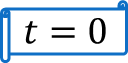 t = 0